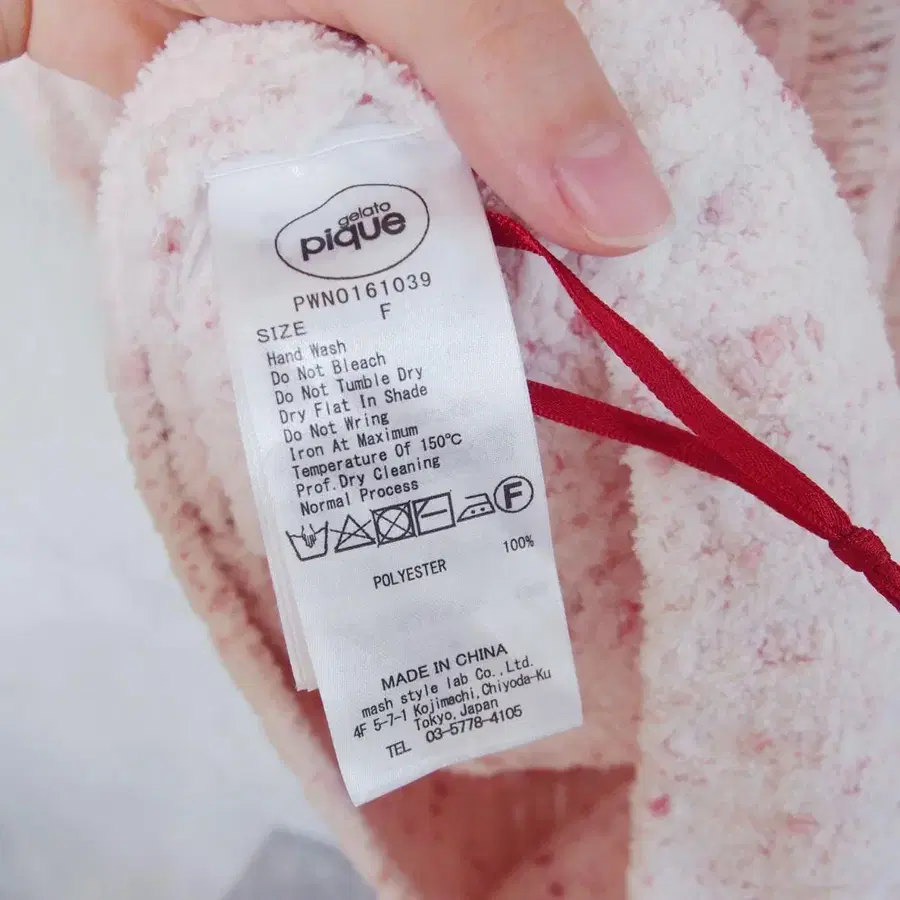 gelato
pique
PWNO161039
SIZE F
Hand Wash
Do Not Bleach
Do Not Tumble Dry
Dry Flat In Shade
Do Not Wring
Iron At Maximum
Temperature Of 150℃
Prof.Dry Cleaning
Normal Process
F
POLYESTER 100%
MADE IN CHINA
mash style lab Co.,Ltd.
4F 5-7-1 Kojimachi,Chiyoda-Ku
Tokyo,Japan
TEL 03-5778-4105